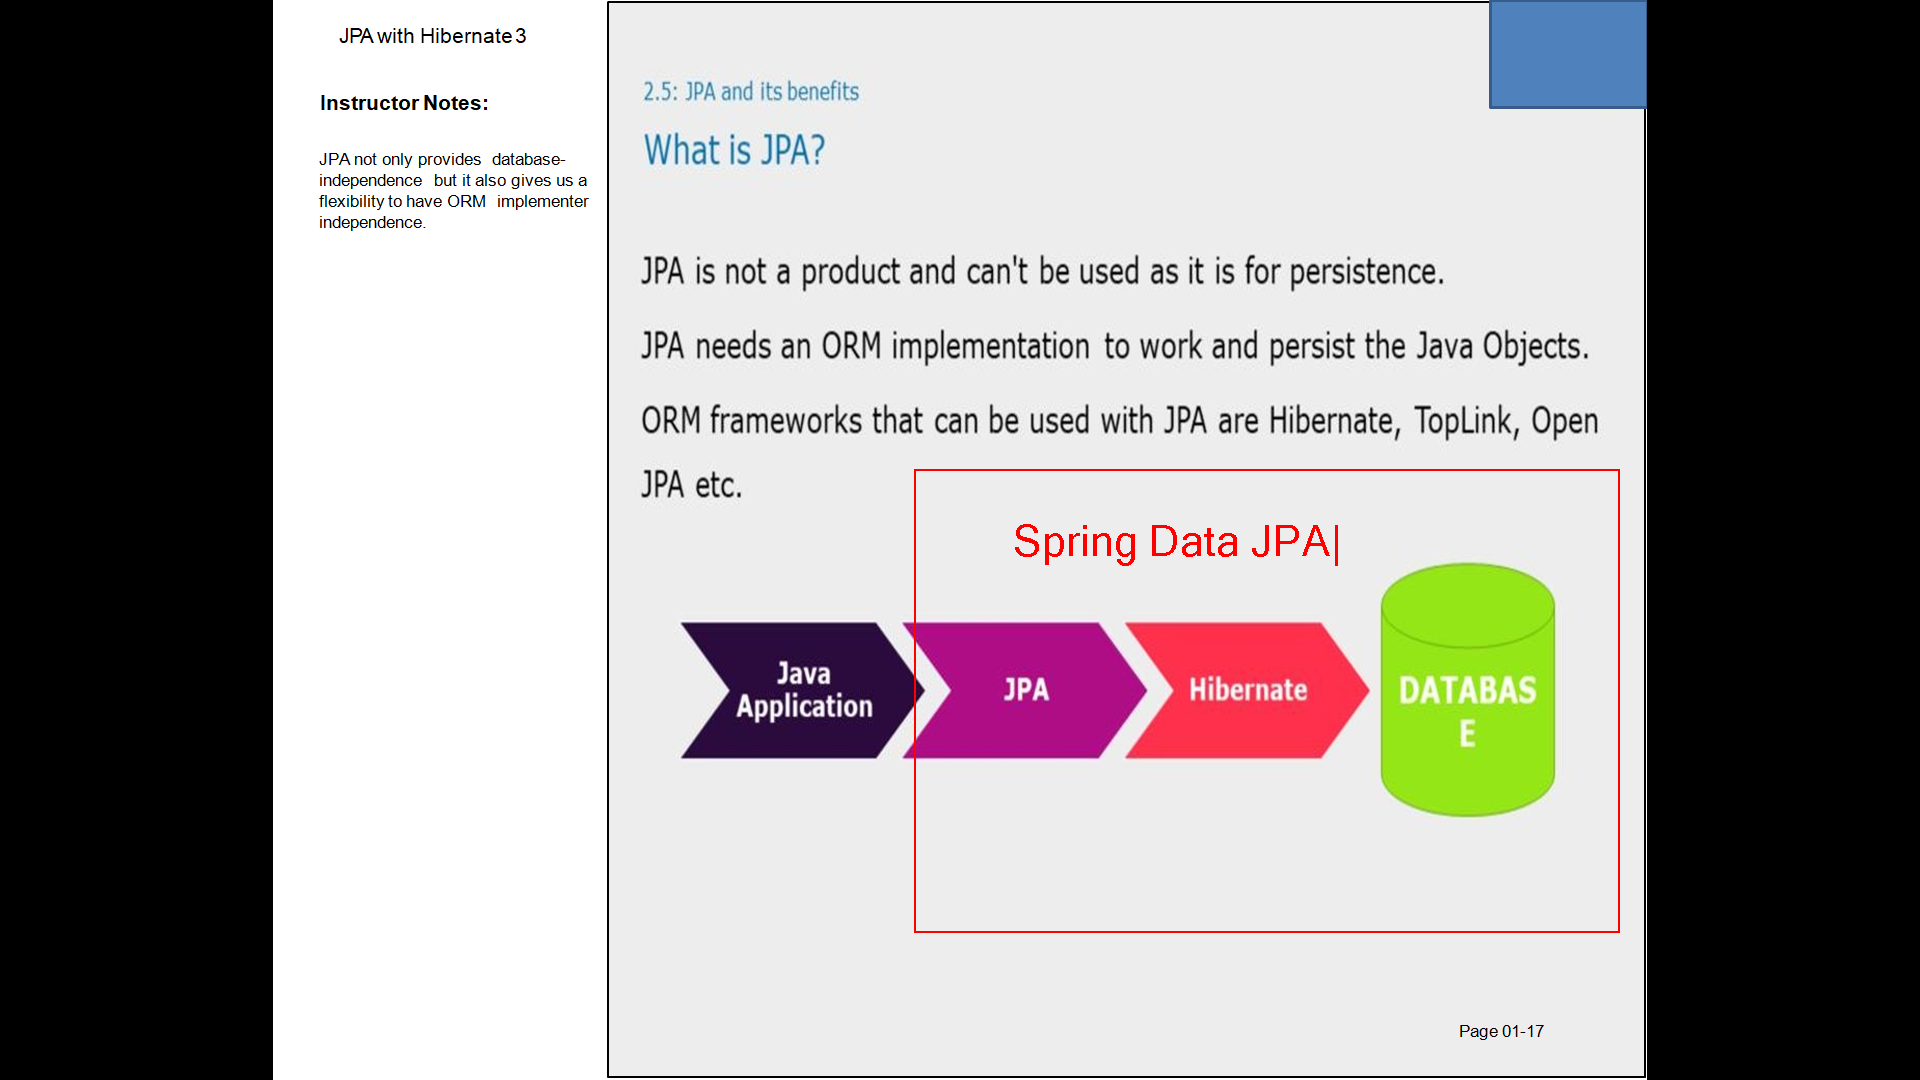 JPA with Hibernate 3
Instructor Notes:
JPA not only provides database-
independence but it also gives us a
flexibility to have ORM implementer
independence.
2.5: JPA and its benefits
What is JPA?
JPA is not a product and can't be used as it is for persistence.
JPA needs an ORM implementation to work and persist the Java Objects.
ORM frameworks that can be used with JPA are Hibernate, TopLink, Open
JPA etc.
Spring Data JPA
Java
Application
JPA
Hibernate
DATABAS
E
Page 01-17